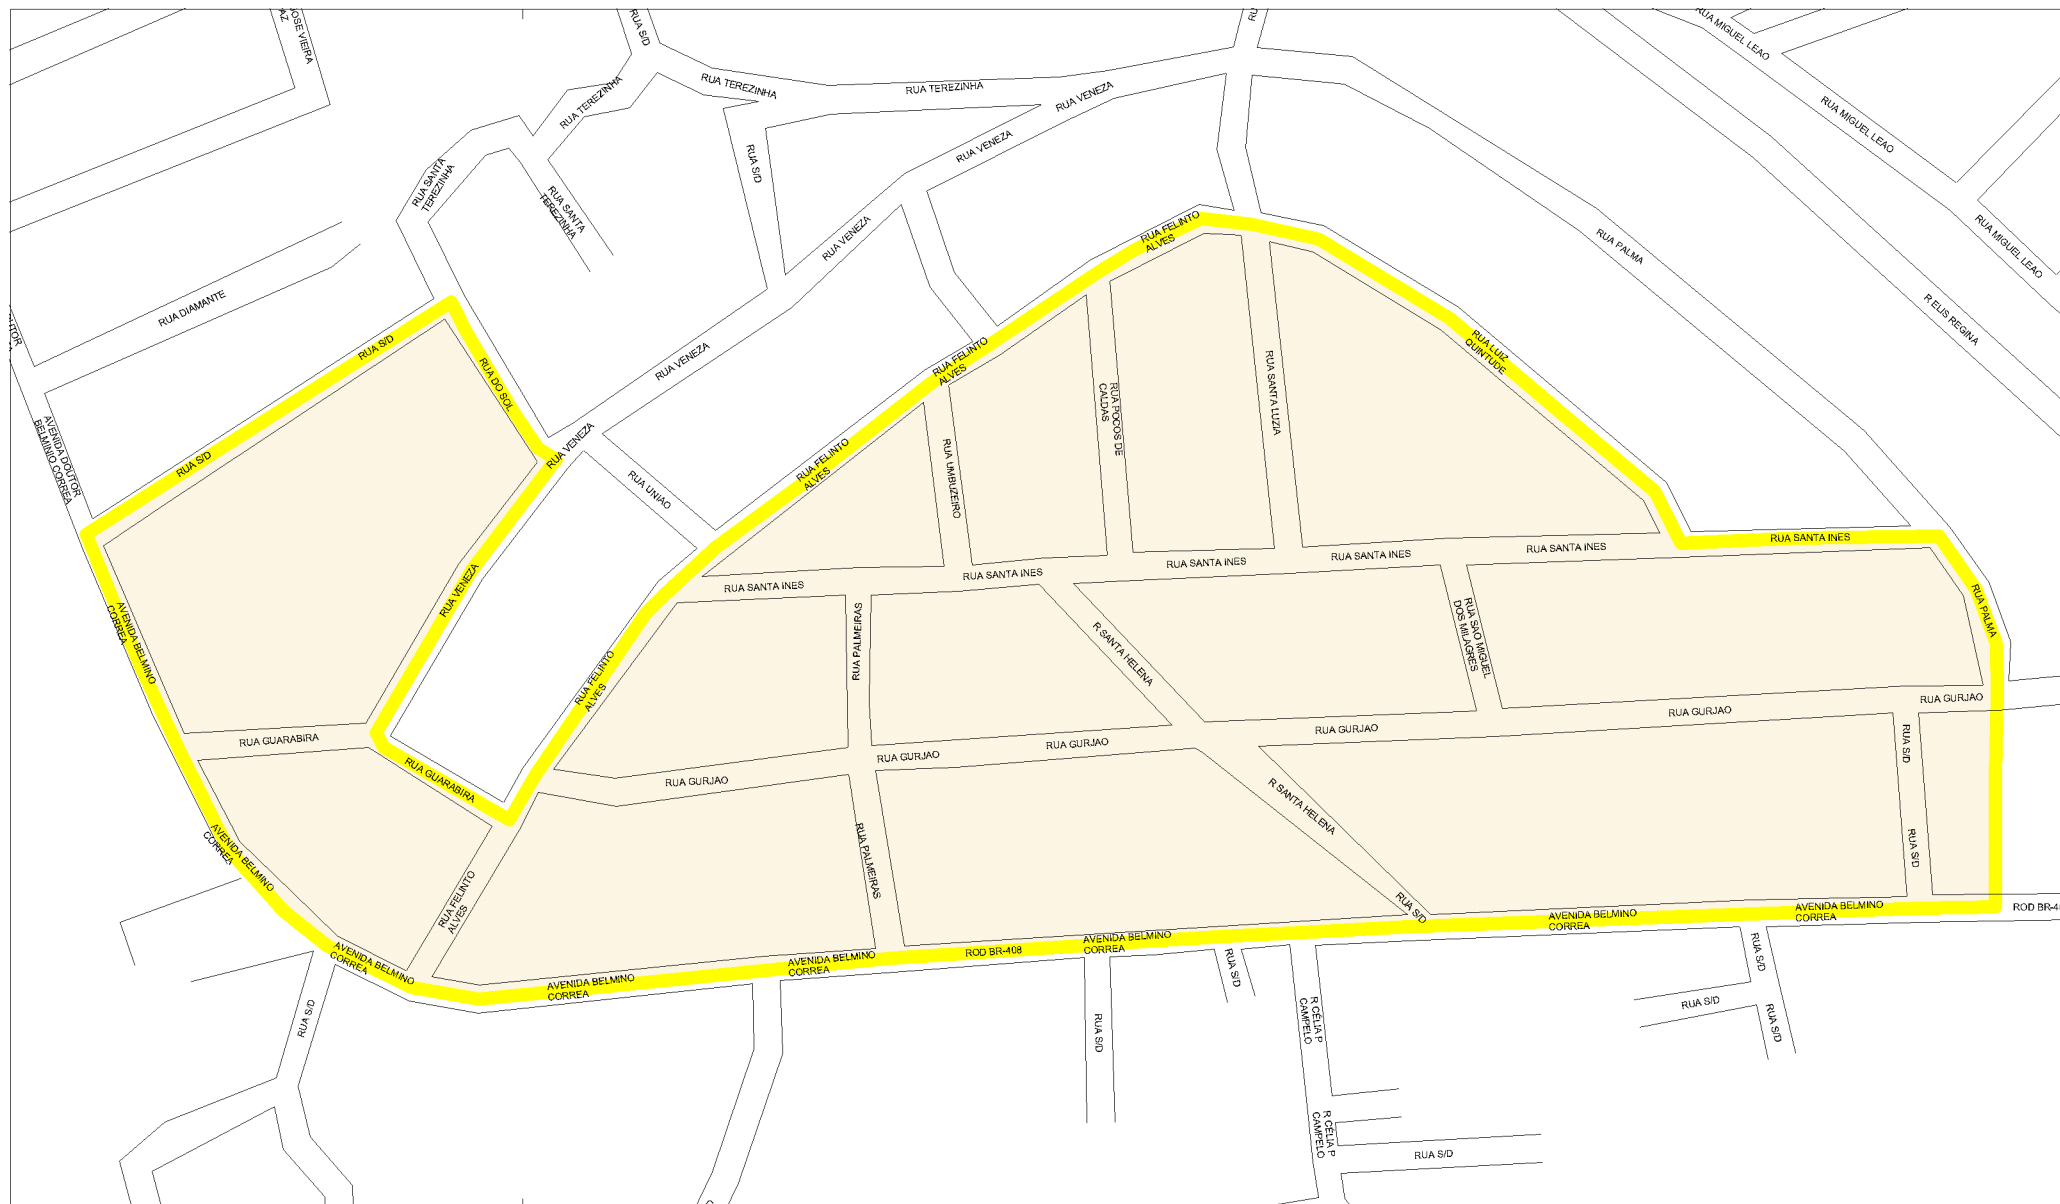 JOSE VIEIRA
PAZ
RUA S/D
RUA MIGUEL LEAO
RUA TEREZINHA
RUA TEREZINHA
RUA TEREZINHA
RUA VENEZA
RUA MIGUEL LEAO
RUA VENEZA
RUA S/D
RUA SANTA
TEREZINHA
RUA SANTA
TEREZINHA
RUA VENEZA
RUA FELINTO
ALVES
RUA PALMA
RUA MIGUEL LEAO
RUA DIAMANTE
R ELIS REGINA
RUA S/D
RUA DO SOL
RUA VENEZA
RUA FELINTO
ALVES
RUA LUIZ
QUINTUDE
RUA POCOS DE
CALDAS
RUA SANTA LUZIA
AVENIDA DOUTOR
BELMINIO CORREA
RUA S/D
RUA VENEZA
RUA UNIAO
RUA FELINTO
ALVES
RUA UMBUZEIRO
RUA SANTA INES
RUA SANTA INES
RUA SANTA INES
RUA SANTA INES
RUA SANTA INES
RUA SANTA INES
RUA PALMA
RUA VENEZA
AVENIDA BELMINO
CORREA
RUA PALMEIRAS
R SANTA HELENA
RUA SAO MIGUEL
DOS MILAGRES
RUA FELINTO
ALVES
RUA GURJAO
RUA GURJAO
RUA GURJAO
RUA GURJAO
RUA GURJAO
RUA GURJAO
RUA GUARABIRA
RUA GUARABIRA
RUA S/D
R SANTA HELENA
RUA S/D
AVENIDA BELMINO
CORREA
RUA PALMEIRAS
RUA FELINTO
ALVES
RUA S/D
AVENIDA BELMINO
CORREA
AVENIDA BELMINO
CORREA
AVENIDA BELMINO
CORREA
ROD BR-408
AVENIDA BELMINO
CORREA
AVENIDA BELMINO
CORREA
AVENIDA BELMINO
CORREA
ROD BR-4
RUA S/D
RUA S/D
RUA S/D
R CÉLIA P
CAMPELO
RUA S/D
RUA S/D
RUA S/D
R CÉLIA P
CAMPELO
RUA S/D